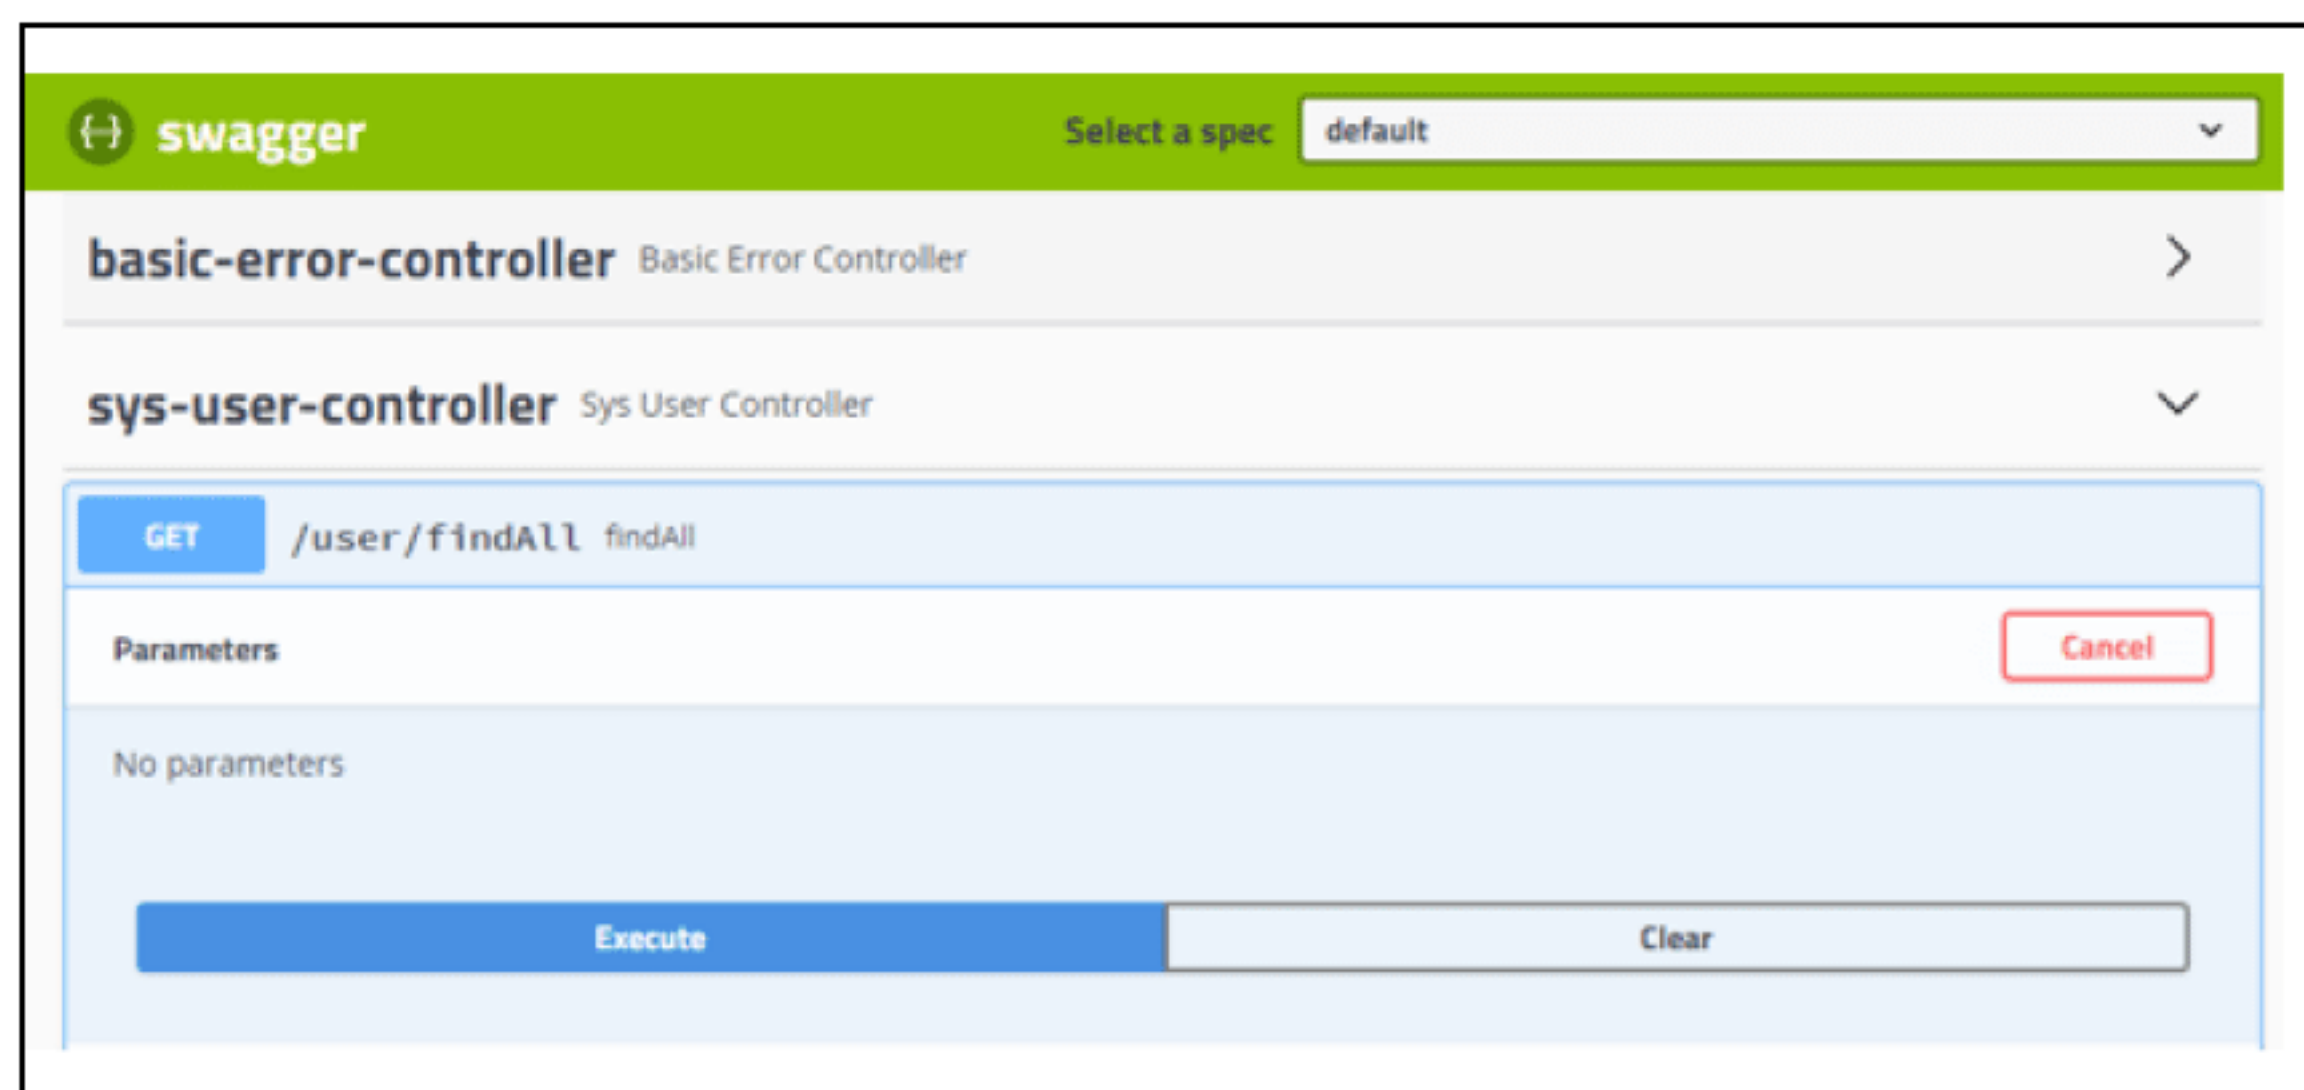 {--} swagger Select a spec default
basic-error-controller Basic Error Controller
sys-user-controller Sys User Controller
GET /user/findAll findAll
Parameters Cancel
No parameters
Execute Clear